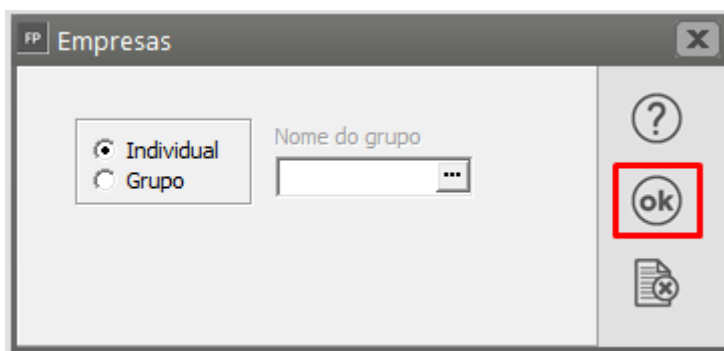 FP Empresas
Individual
Grupo
Nome do grupo
...
?
ok